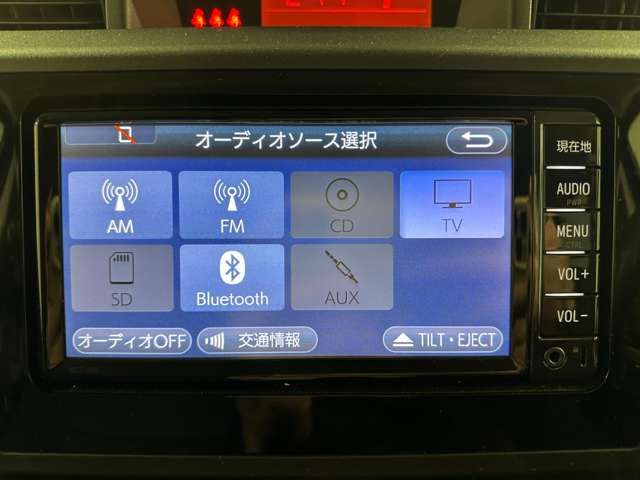 オーディオソース選択
AM
FM
CD
TV
SD
Bluetooth
AUX
オーディオOFF
交通情報
TILT・EJECT
現在地
AUDIO
PWR
MENU
CTRL
VOL+
VOL-